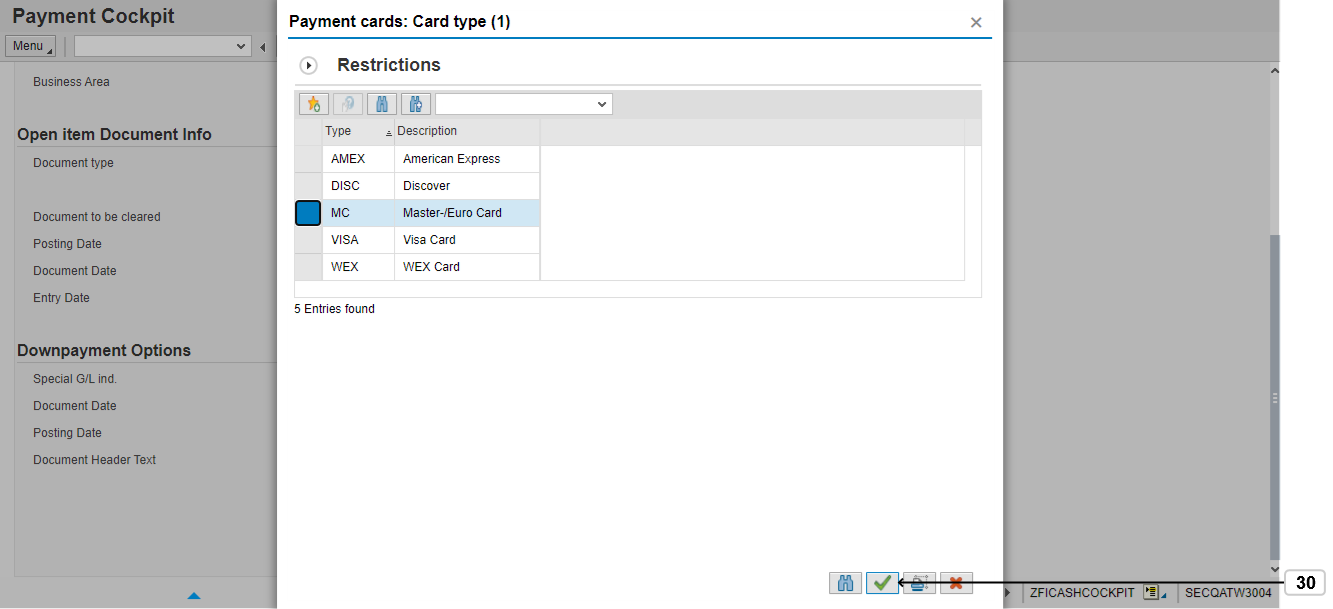 Payment Cockpit
Menu
Business Area
Open item Document Info
Document type
Document to be cleared
Posting Date
Document Date
Entry Date
Downpayment Options
Special G/L ind.
Document Date
Posting Date
Document Header Text
Payment cards: Card type (1)
Restrictions
Type Description
AMEX American Express
DISC Discover
MC Master-/Euro Card
VISA Visa Card
WEX WEX Card
5 Entries found
ZFICASHCOCKPIT SECQATW3004
30